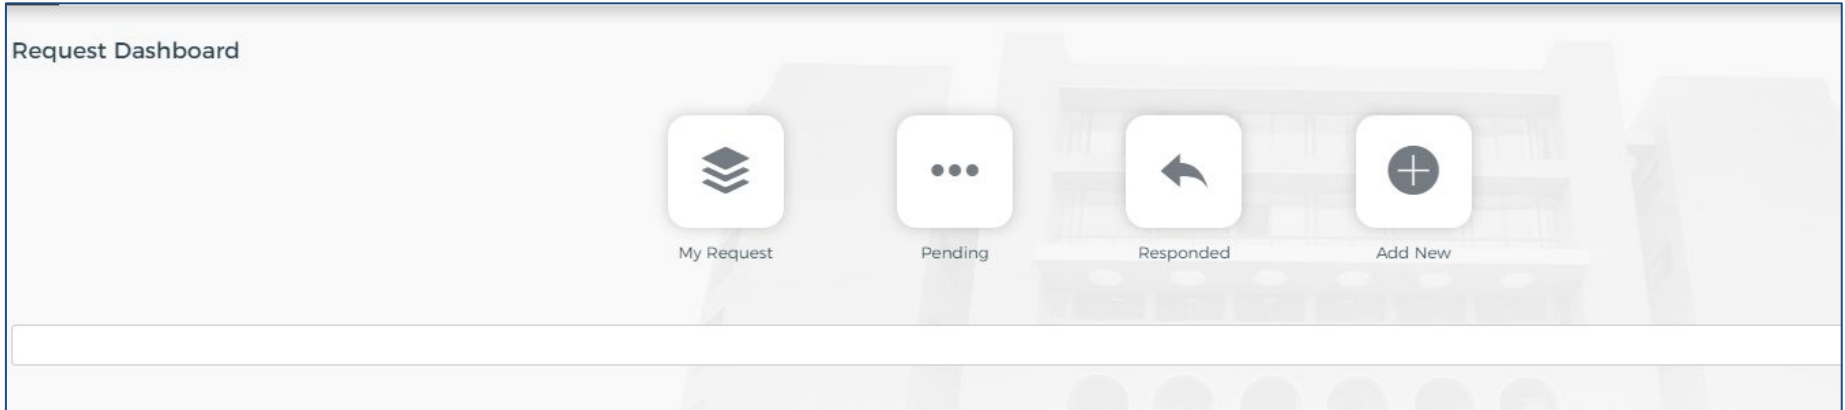 Request Dashboard
My Request
Pending
Responded
Add New